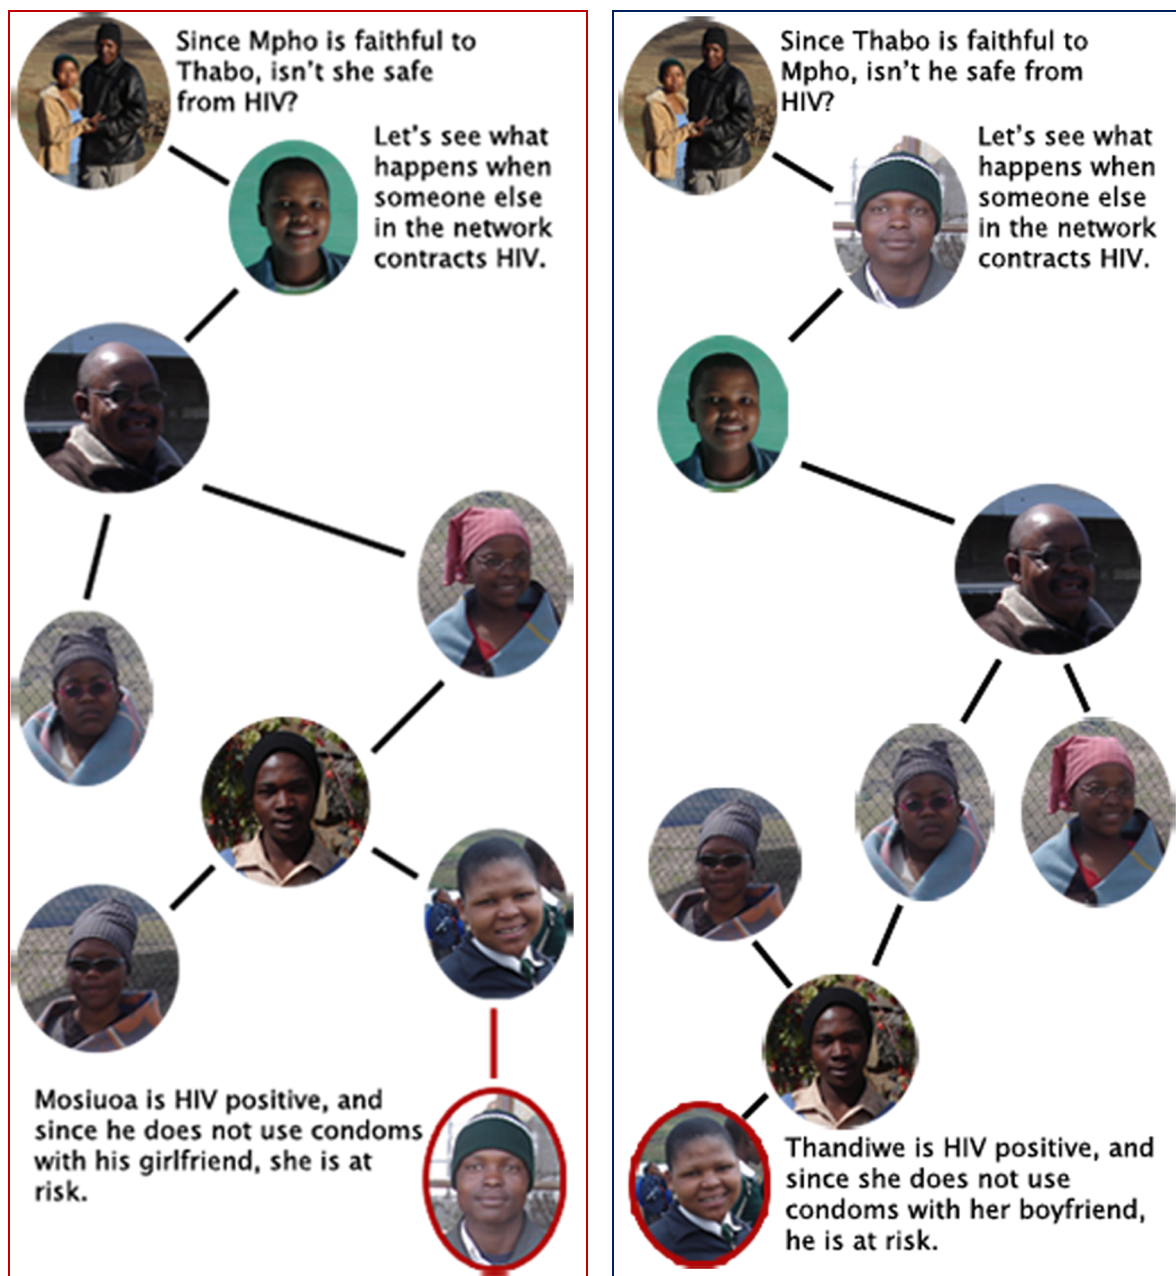 Since Mpho is faithful to
Thabo, isn't she safe
from HIV?
Let's see what
happens when
someone else
in the network
contracts HIV.
Mosiuoa is HIV positive, and
since he does not use condoms
with his girlfriend, she is at
risk.
Since Thabo is faithful to
Mpho, isn't he safe from
HIV?
Let's see what
happens when
someone else
in the network
contracts HIV.
Thandiwe is HIV positive, and
since she does not use
condoms with her boyfriend,
he is at risk.